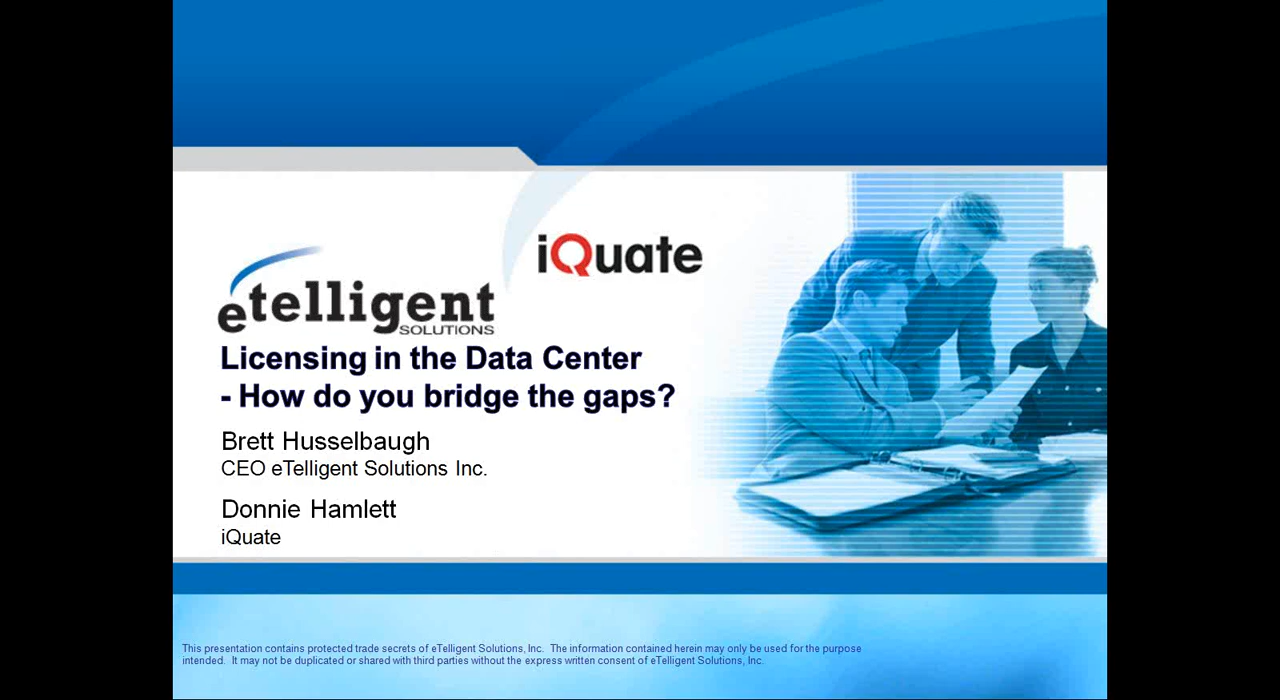 iQuate
etelligent
SOLUTIONS
Licensing in the Data Center
- How do you bridge the gaps?
Brett Husselbaugh
CEO eTelligent Solutions Inc.
Donnie Hamlett
iQuate
This presentation contains protected trade secrets of eTelligent Solutions, Inc.  The information contained herein may only be used for the purpose
intended.  It may not be duplicated or shared with third parties without the express written consent of eTelligent Solutions, Inc.